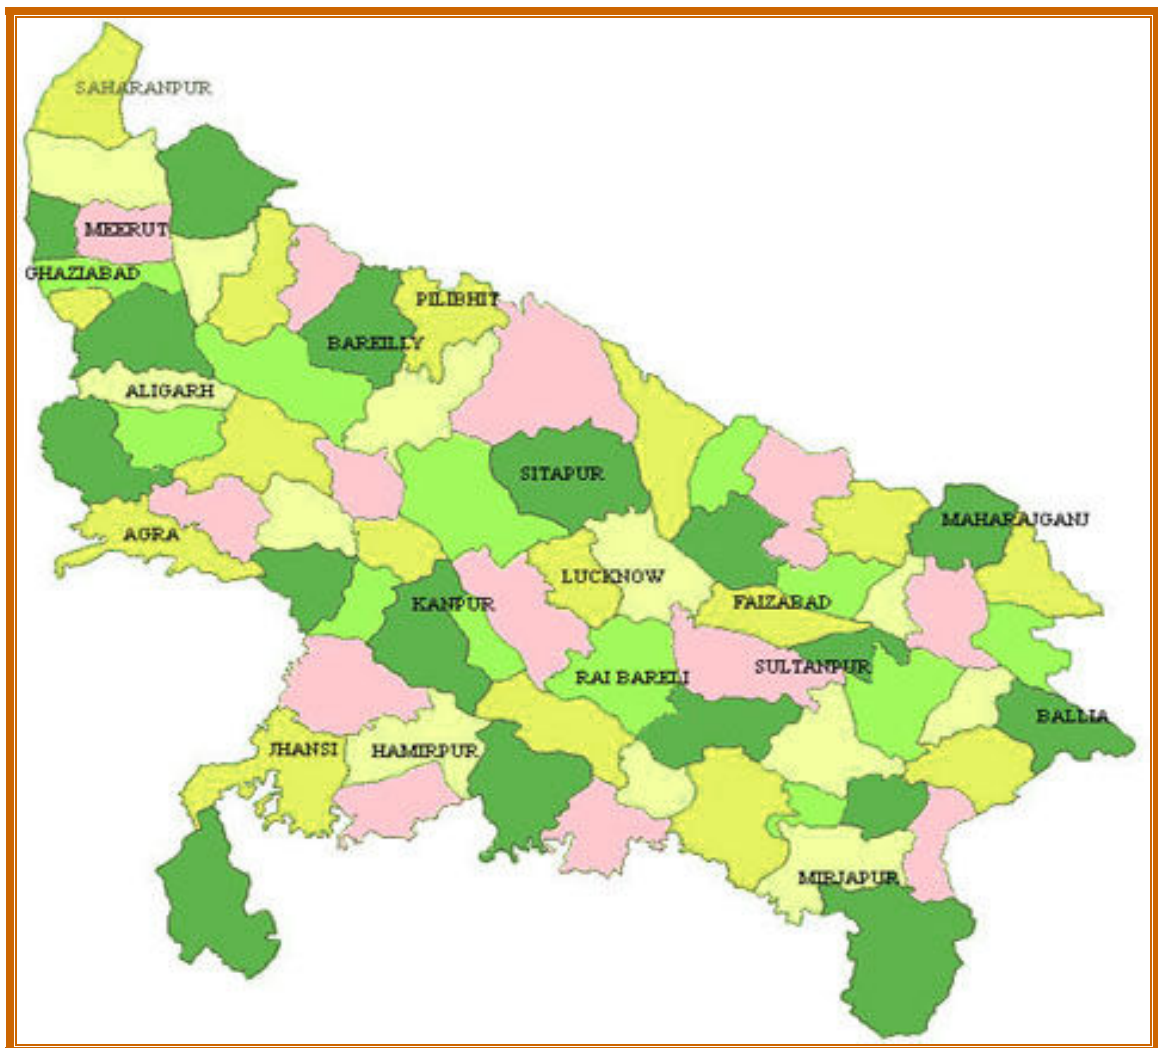 SAHARANPUR
MEERUT
GHAZIABAD
PILIBHIT
BAREILLY
ALIGARH
SITAPUR
MAHARAJGANJ
AGRA
LUCKNOW
KANPUR
FAIZABAD
SULTANPUR
RAI BARELI
BALLIA
JHANSI
HAMIRPUR
MIRJAPUR